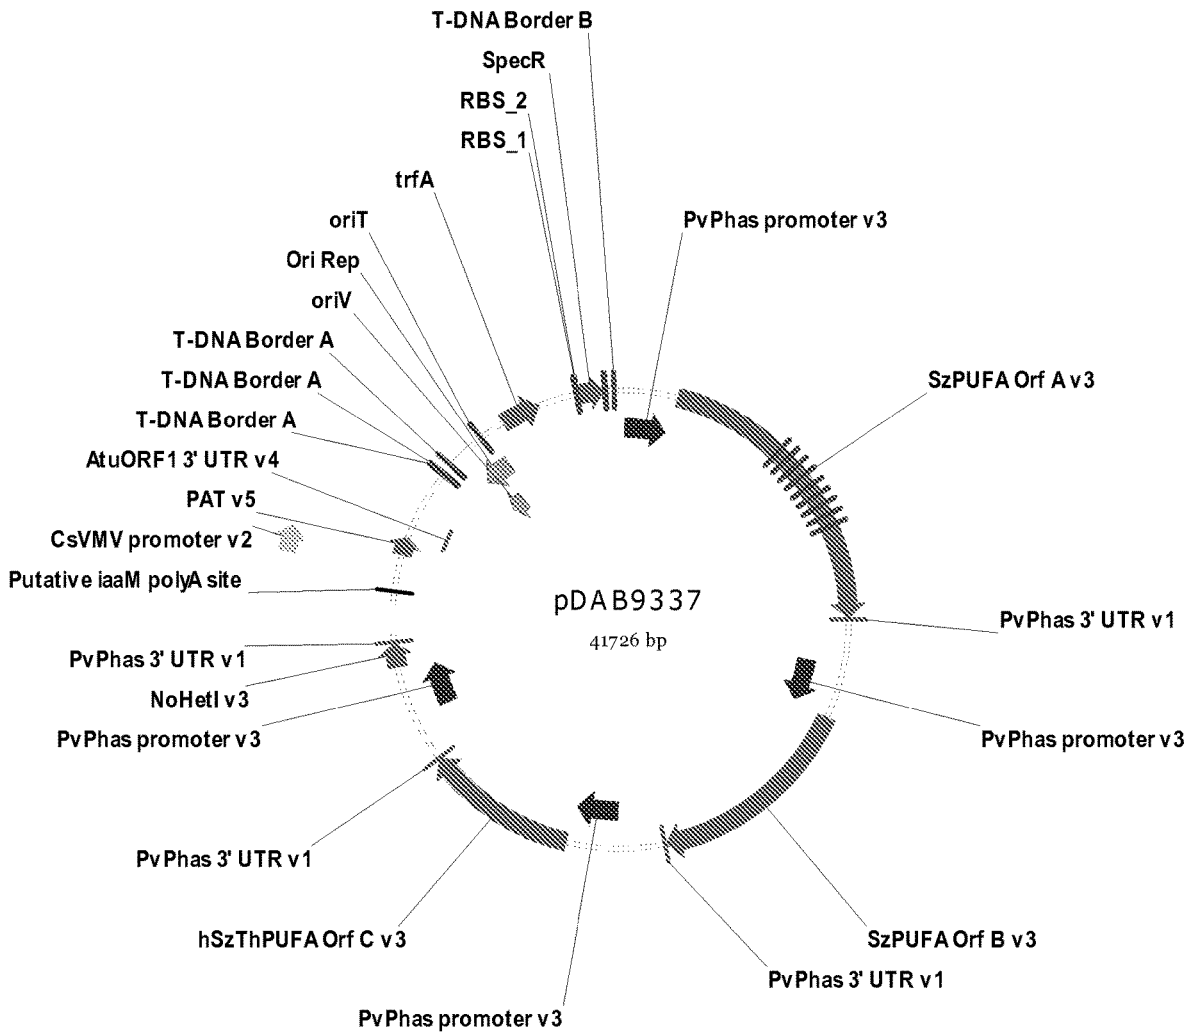 T-DNA Border B
SpecR
RBS_2
RBS_1
trfA
oriT
PvPhas promoter v3
Ori Rep
oriV
T-DNA Border A
T-DNA Border A
SzPUFA Orf A v3
T-DNA Border A
AtuORF1 3' UTR v4
PAT v5
CsVMV promoter v2
Putative iaaM polyA site
pDAB9337
41726 bp
PvPhas 3' UTR v1
PvPhas 3' UTR v1
NoHetI v3
PvPhas promoter v3
PvPhas promoter v3
PvPhas 3' UTR v1
hSzThPUFA Orf C v3
SzPUFA Orf B v3
PvPhas 3' UTR v1
PvPhas promoter v3